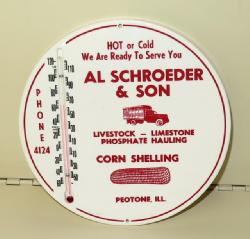 HOT or Cold
We Are Ready To Serve You
AL SCHROEDER
& SON
PHONE
4124
LIVESTOCK — LIMESTONE
PHOSPHATE HAULING
CORN SHELLING
PEOTONE, ILL.